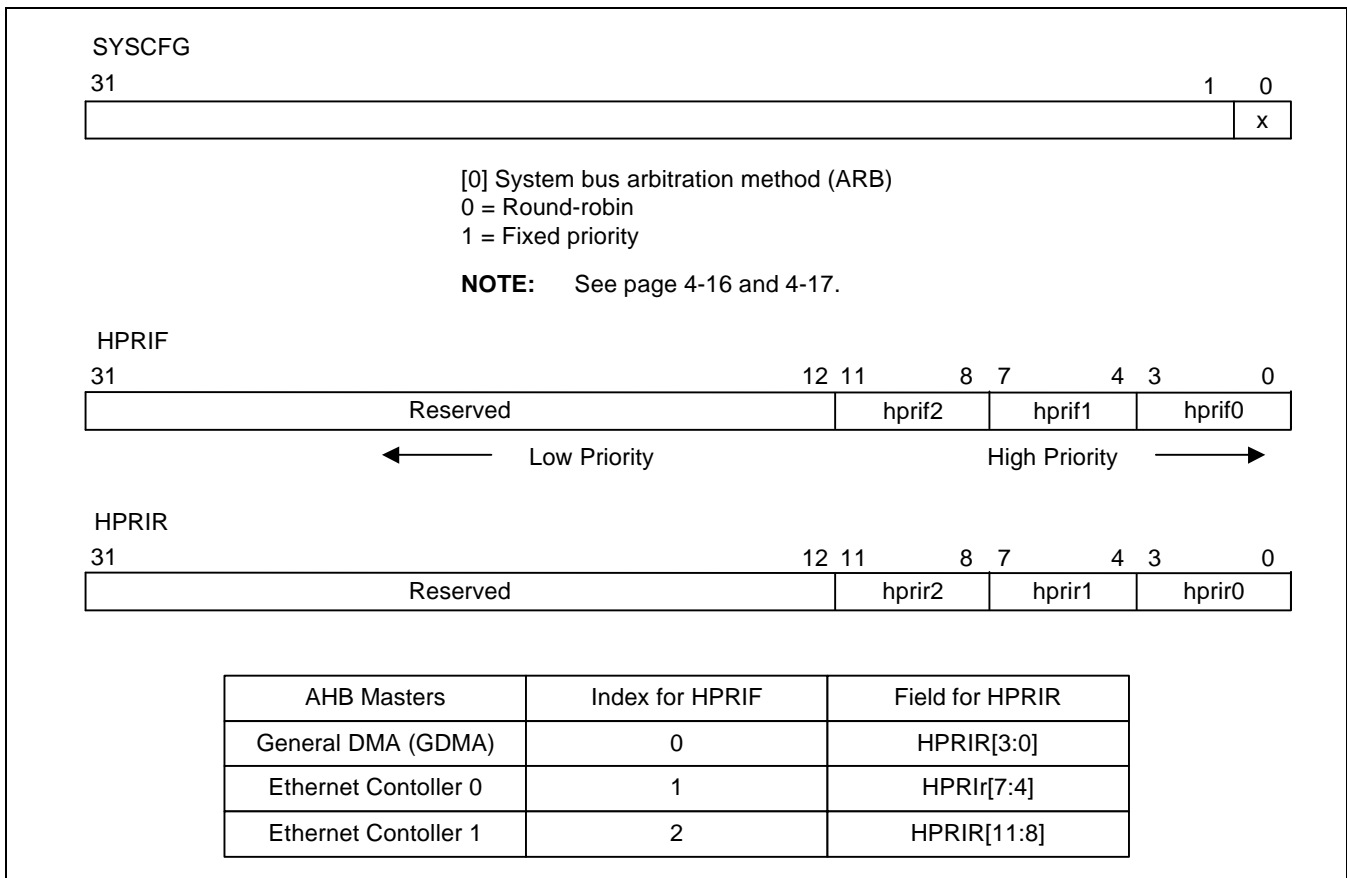 SYSCFG
31 1 0
x
[0] System bus arbitration method (ARB)
0 = Round-robin
1 = Fixed priority
NOTE: See page 4-16 and 4-17.
HPRIF
31 12 11 8 7 4 3 0
Reserved hprif2 hprif1 hprif0
Low Priority High Priority
HPRIR
31 12 11 8 7 4 3 0
Reserved hprir2 hprir1 hprir0
AHB Masters Index for HPRIF Field for HPRIR
General DMA (GDMA) 0 HPRIR[3:0]
Ethernet Contoller 0 1 HPRIr[7:4]
Ethernet Contoller 1 2 HPRIR[11:8]